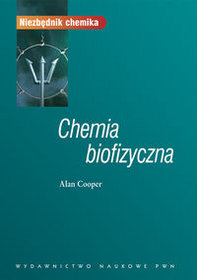 Niezbędnik chemika
Chemia
biofizyczna
Alan Cooper
WYDAWNICTWO NAUKOWE PWN